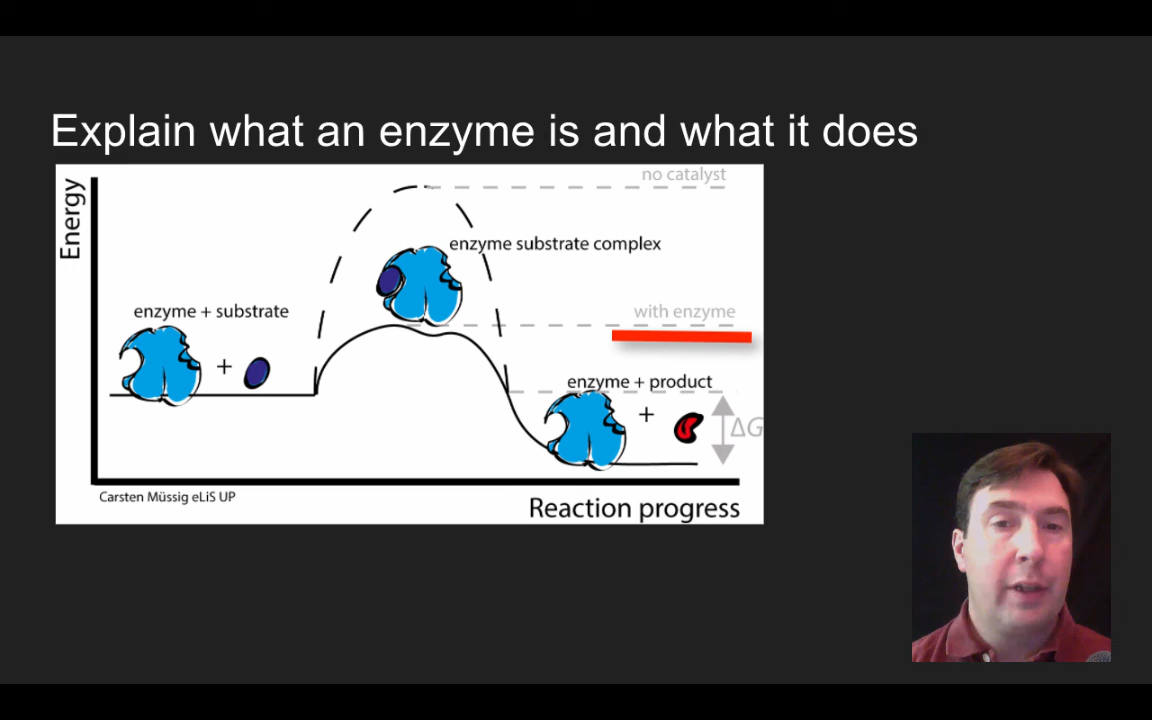 Explain what an enzyme is and what it does
Energy
no catalyst
enzyme substrate complex
enzyme + substrate
with enzyme
+
enzyme + product
+
ΔG
Carsten Müssig eLiS UP
Reaction progress